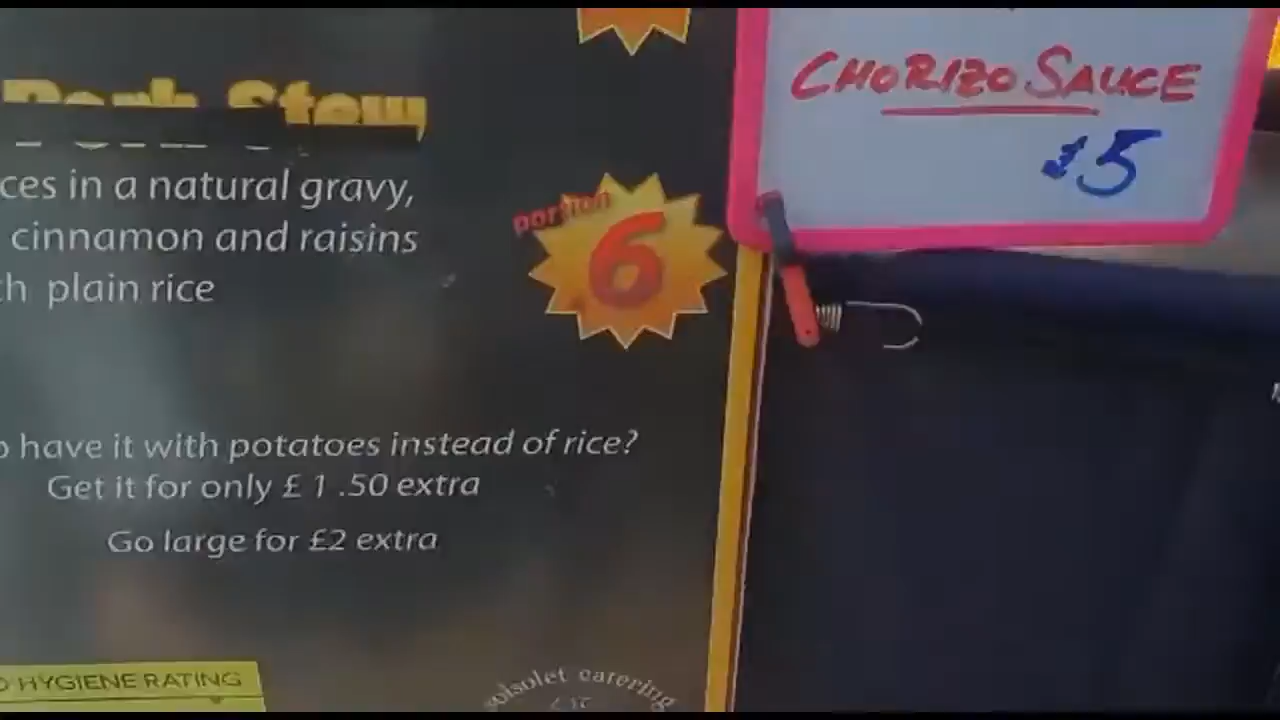 Pork Stew
ces in a natural gravy,
cinnamon and raisins
th plain rice
portion
6
CHORIZO SAUCE
£5
o have it with potatoes instead of rice?
Get it for only £ 1 .50 extra
Go large for £2 extra
HYGIENE RATING
catering